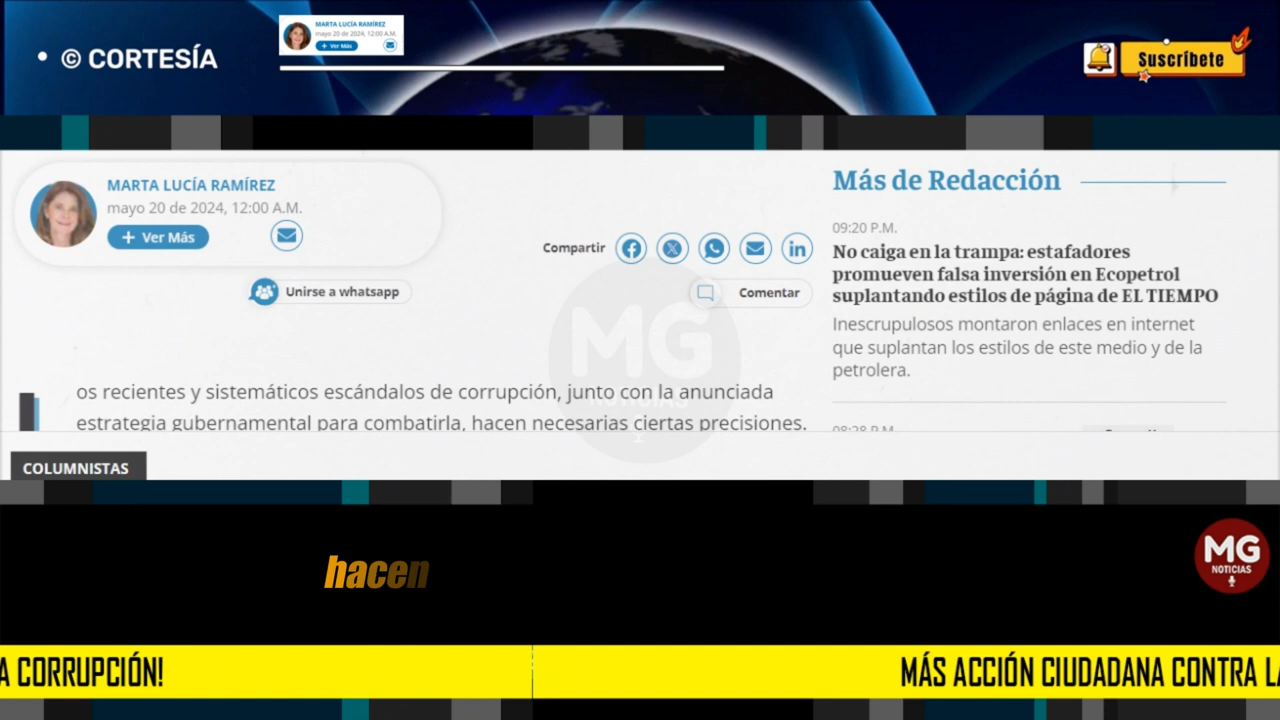 • © CORTESÍA
MARTA LUCÍA RAMÍREZ
mayo 20 de 2024, 12:00 A.M.
+ Ver Más
Suscríbete
MARTA LUCÍA RAMÍREZ
mayo 20 de 2024, 12:00 A.M.
+ Ver Más
Compartir
Unirse a whatsapp
Comentar
MG
NOTICIAS
os recientes y sistemáticos escándalos de corrupción, junto con la anunciada
estrategia gubernamental para combatirla, hacen necesarias ciertas precisiones.
Más de Redacción
09:20 P.M.
No caiga en la trampa: estafadores
promueven falsa inversión en Ecopetrol
suplantando estilos de página de EL TIEMPO
Inescrupulosos montaron enlaces en internet
que suplantan los estilos de este medio y de la
petrolera.
08:28 P.M.
COLUMNISTAS
hacen
MG
NOTICIAS
A CORRUPCIÓN!
MÁS ACCIÓN CIUDADANA CONTRA LA